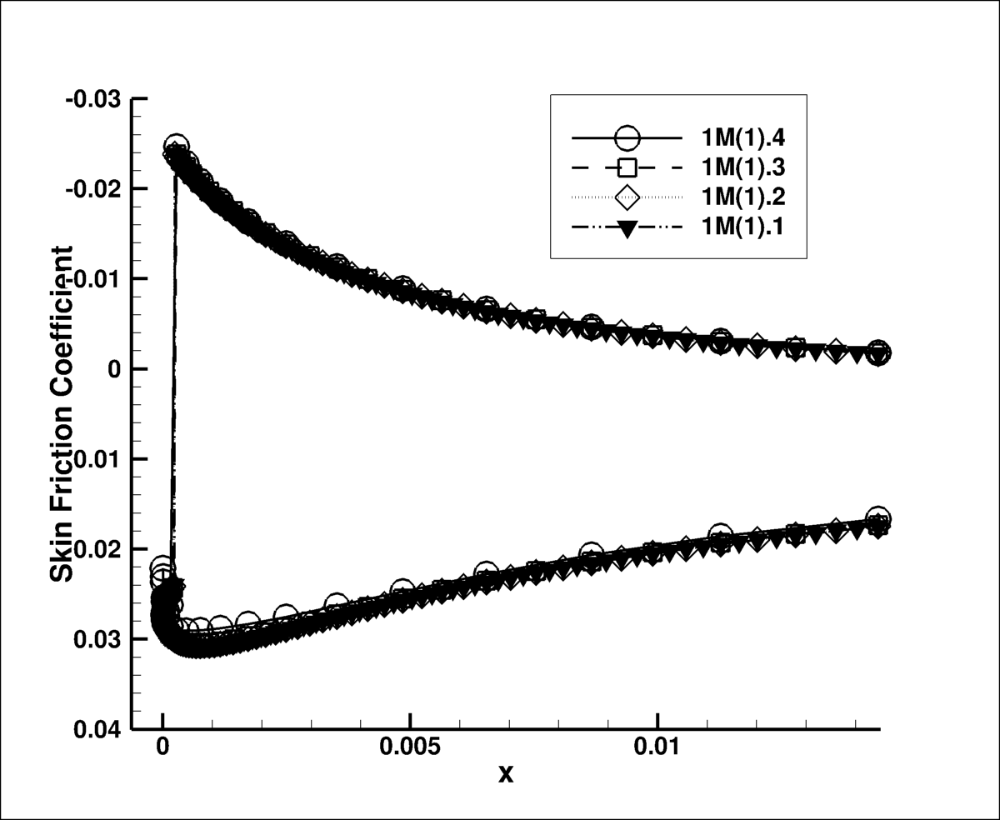 1M(1).4
1M(1).3
1M(1).2
1M(1).1
Skin Friction Coefficient
-0.03
-0.02
-0.01
0
0.01
0.02
0.03
0.04
0
0.005
0.01
x